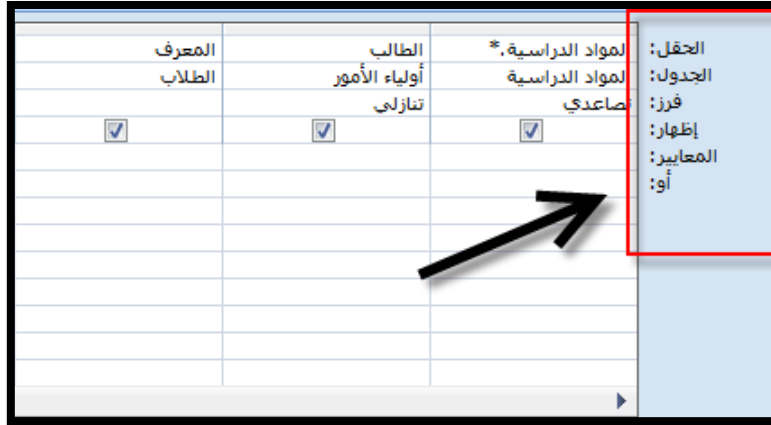 الحقل: المواد الدراسية.* الطالب المعرف
الجدول: المواد الدراسية أولياء الأمور الطلاب
فرز: تصاعدي تنازلي
إظهار:
المعايير:
أو: